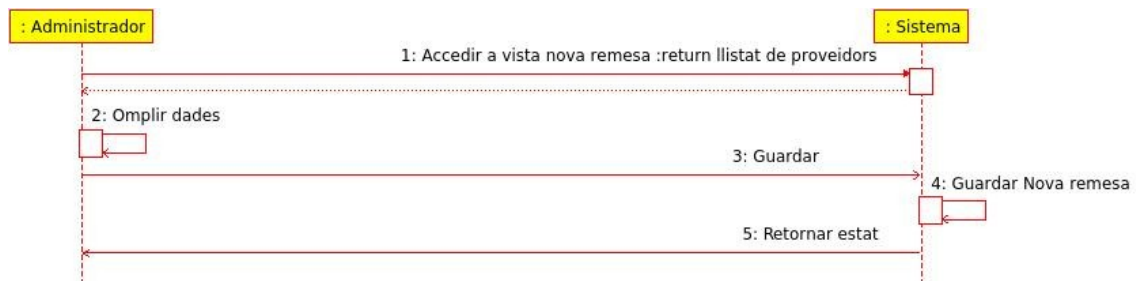 : Administrador
: Sistema
1: Accedir a vista nova remesa :return llistat de proveidors
2: Omplir dades
3: Guardar
4: Guardar Nova remesa
5: Retornar estat